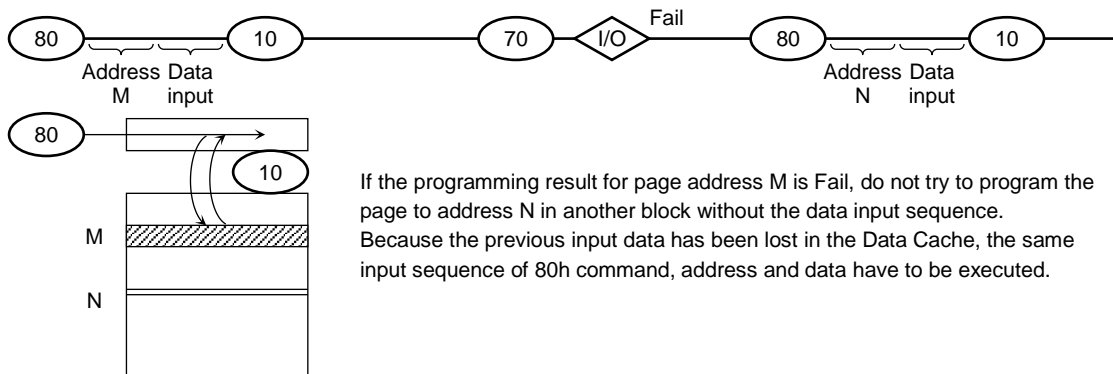 Fail
80 10 70 I/O 80 10
Address Data Address Data
M input N input
80
10
If the programming result for page address M is Fail, do not try to program the
page to address N in another block without the data input sequence.
M
Because the previous input data has been lost in the Data Cache, the same
input sequence of 80h command, address and data have to be executed.
N